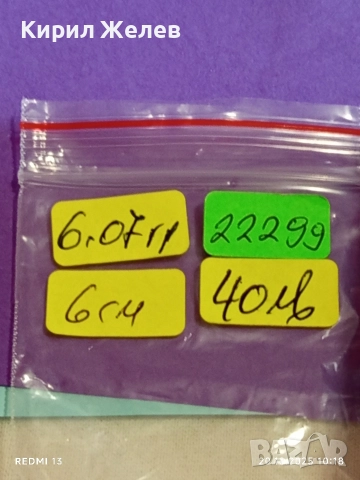 Кирил Желев
6.07гр
22299
6см
40лв
REDMI 13